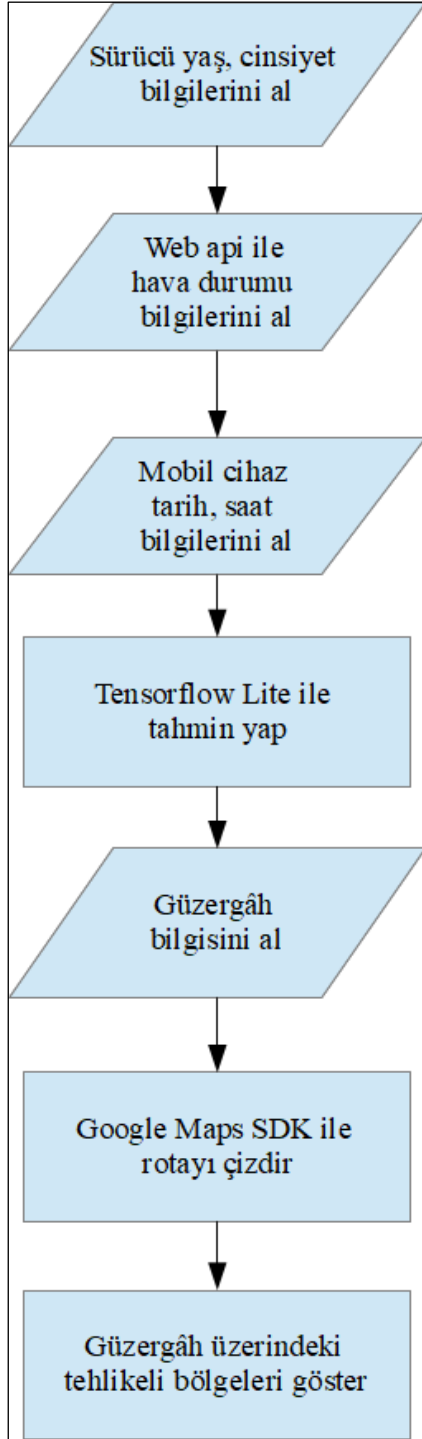 Sürücü yaş, cinsiyet
bilgilerini al
Web api ile
hava durumu
bilgilerini al
Mobil cihaz
tarih, saat
bilgilerini al
Tensorflow Lite ile
tahmin yap
Güzergâh
bilgisini al
Google Maps SDK ile
rotayı çizdir
Güzergâh üzerindeki
tehlikeli bölgeleri göster